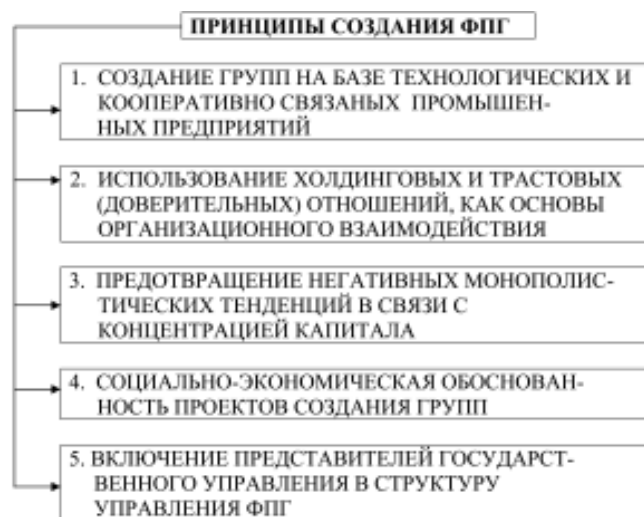 ПРИНЦИПЫ СОЗДАНИЯ ФПГ
1. СОЗДАНИЕ ГРУПП НА БАЗЕ ТЕХНОЛОГИЧЕСКИХ И
КООПЕРАТИВНО СВЯЗАНЫХ ПРОМЫШЕН-
НЫХ ПРЕДПРИЯТИЙ
2. ИСПОЛЬЗОВАНИЕ ХОЛДИНГОВЫХ И ТРАСТОВЫХ
(ДОВЕРИТЕЛЬНЫХ) ОТНОШЕНИЙ, КАК ОСНОВЫ
ОРГАНИЗАЦИОННОГО ВЗАИМОДЕЙСТВИЯ
3. ПРЕДОТВРАЩЕНИЕ НЕГАТИВНЫХ МОНОПОЛИС-
ТИЧЕСКИХ ТЕНДЕНЦИЙ В СВЯЗИ С
КОНЦЕНТРАЦИЕЙ КАПИТАЛА
4. СОЦИАЛЬНО-ЭКОНОМИЧЕСКАЯ ОБОСНОВАН-
НОСТЬ ПРОЕКТОВ СОЗДАНИЯ ГРУПП
5. ВКЛЮЧЕНИЕ ПРЕДСТАВИТЕЛЕЙ ГОСУДАРСТ-
ВЕННОГО УПРАВЛЕНИЯ В СТРУКТУРУ
УПРАВЛЕНИЯ ФПГ